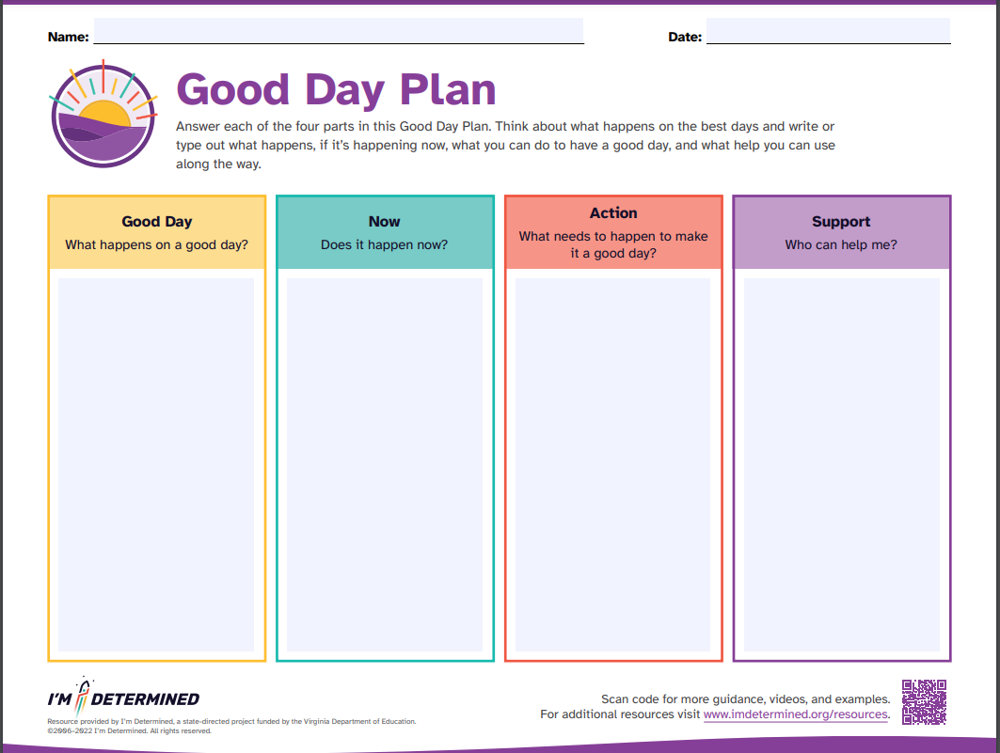 Name:
Date:
Good Day Plan
Answer each of the four parts in this Good Day Plan. Think about what happens on the best days and write or
type out what happens, if it’s happening now, what you can do to have a good day, and what help you can use
along the way.
Good Day
What happens on a good day?
Now
Does it happen now?
Action
What needs to happen to make
it a good day?
Support
Who can help me?
I’M DETERMINED
Resource provided by I’m Determined, a state-directed project funded by the Virginia Department of Education.
©2006-2022 I’m Determined. All rights reserved.
Scan code for more guidance, videos, and examples.
For additional resources visit www.imdetermined.org/resources.